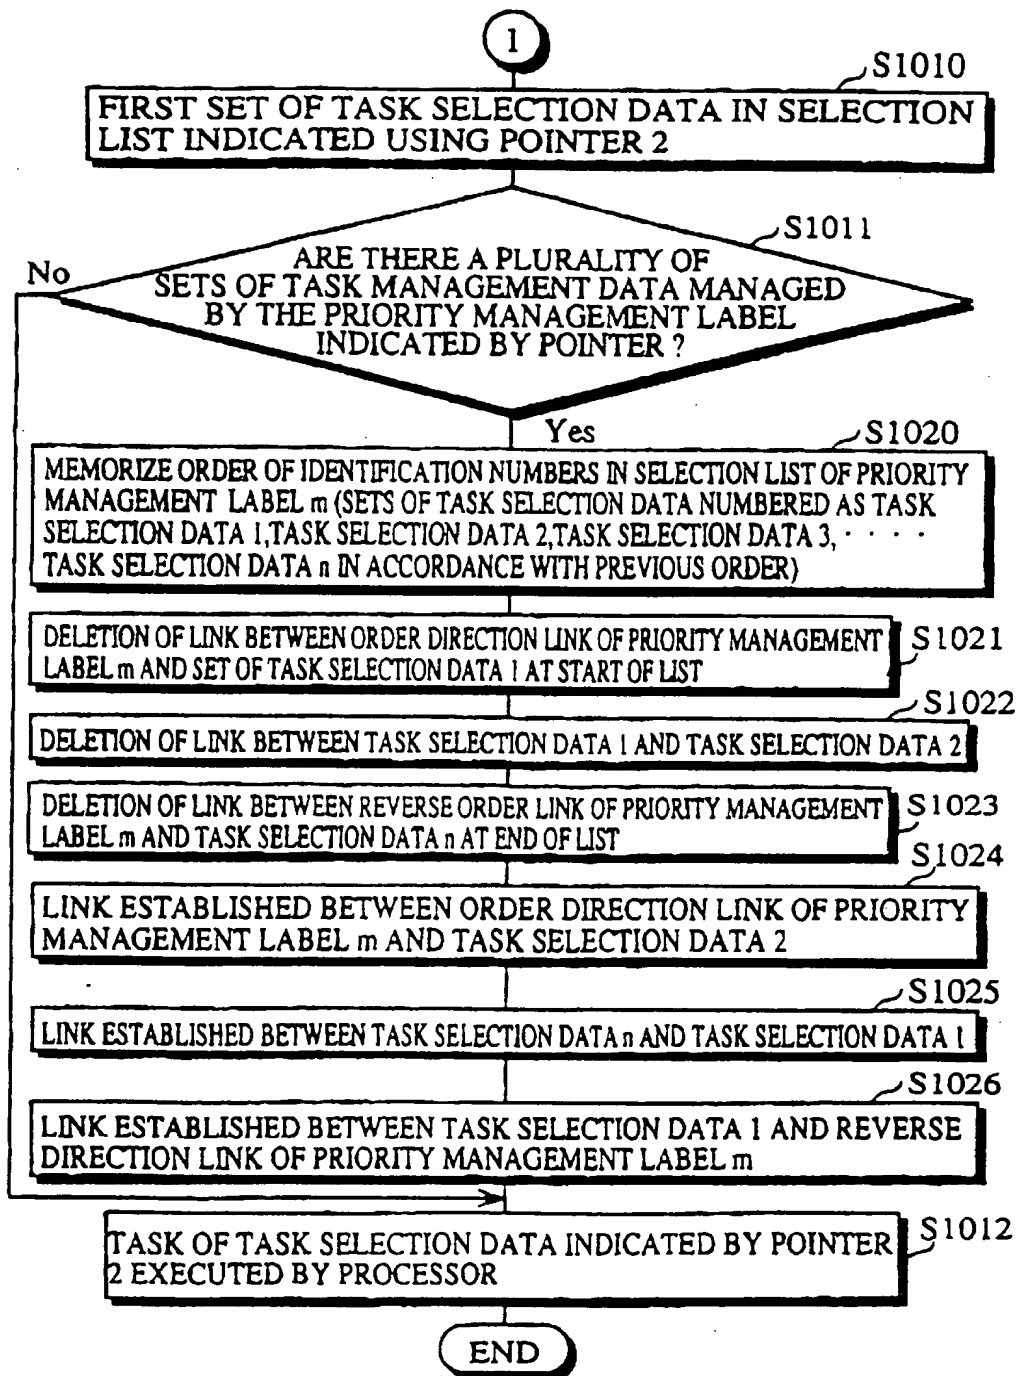 1
S1010
FIRST SET OF TASK SELECTION DATA IN SELECTION
LIST INDICATED USING POINTER 2
S1011
No
ARE THERE A PLURALITY OF
SETS OF TASK MANAGEMENT DATA MANAGED
BY THE PRIORITY MANAGEMENT LABEL
INDICATED BY POINTER ?
Yes
S1020
MEMORIZE ORDER OF IDENTIFICATION NUMBERS IN SELECTION LIST OF PRIORITY
MANAGEMENT LABEL m (SETS OF TASK SELECTION DATA NUMBERED AS TASK
SELECTION DATA 1,TASK SELECTION DATA 2,TASK SELECTION DATA 3, · · · ·
TASK SELECTION DATA n IN ACCORDANCE WITH PREVIOUS ORDER)
DELETION OF LINK BETWEEN ORDER DIRECTION LINK OF PRIORITY MANAGEMENT
LABEL m AND SET OF TASK SELECTION DATA 1 AT START OF LIST
S1021
S1022
DELETION OF LINK BETWEEN TASK SELECTION DATA 1 AND TASK SELECTION DATA 2
DELETION OF LINK BETWEEN REVERSE ORDER LINK OF PRIORITY MANAGEMENT
LABEL m AND TASK SELECTION DATA n AT END OF LIST
S1023
S1024
LINK ESTABLISHED BETWEEN ORDER DIRECTION LINK OF PRIORITY
MANAGEMENT LABEL m AND TASK SELECTION DATA 2
S1025
LINK ESTABLISHED BETWEEN TASK SELECTION DATA n AND TASK SELECTION DATA 1
S1026
LINK ESTABLISHED BETWEEN TASK SELECTION DATA 1 AND REVERSE
DIRECTION LINK OF PRIORITY MANAGEMENT LABEL m
TASK OF TASK SELECTION DATA INDICATED BY POINTER
2 EXECUTED BY PROCESSOR
S1012
END